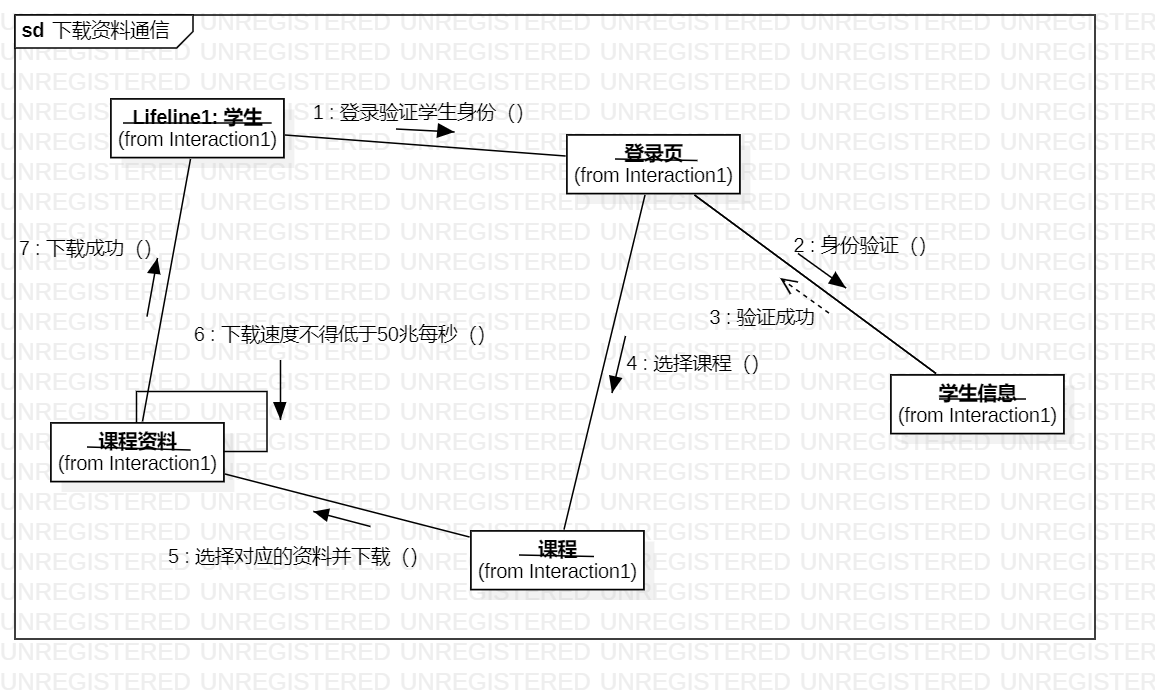 sd 下载资料通信
Lifeline1: 学生
(from Interaction1)
1 : 登录验证学生身份（）
登录页
(from Interaction1)
7 : 下载成功（）
2 : 身份验证（）
3 : 验证成功
6 : 下载速度不得低于50兆每秒（）
4 : 选择课程（）
学生信息
(from Interaction1)
课程资料
(from Interaction1)
5 : 选择对应的资料并下载（）
课程
(from Interaction1)
UNREGISTERED